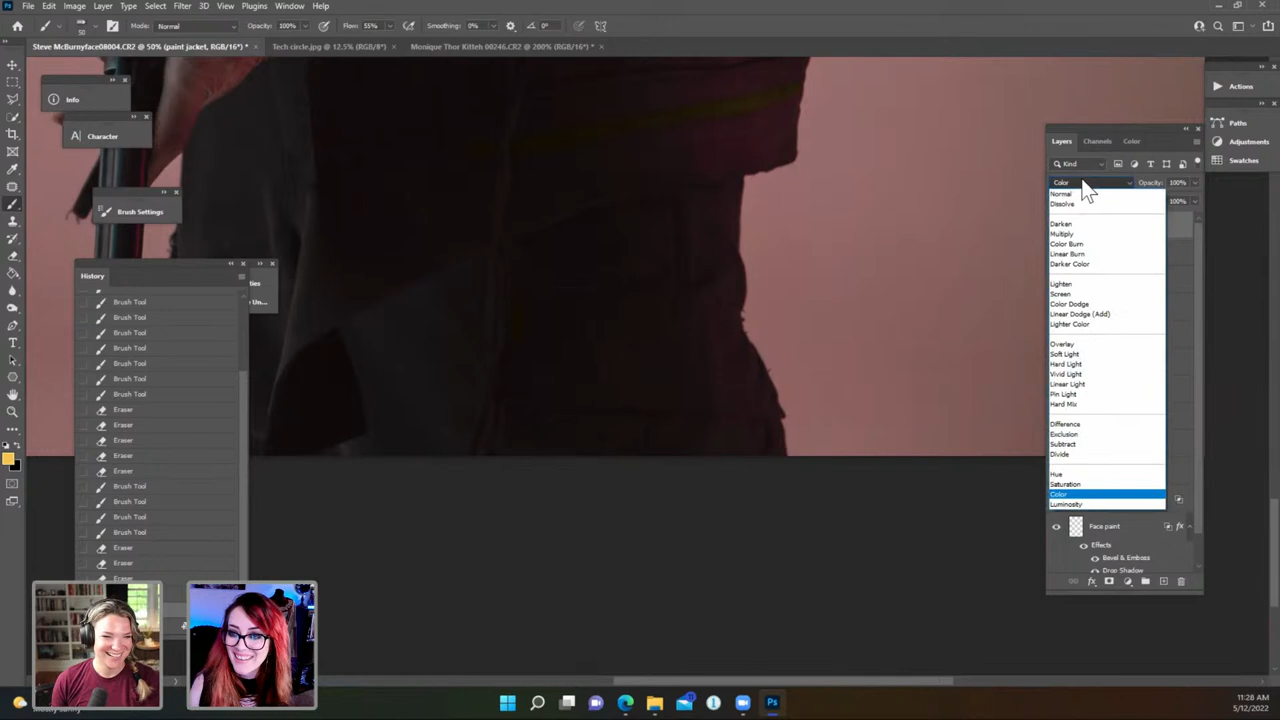 File Edit Image Layer Type Select Filter 3D View Plugins Window Help
50 Mode: Normal Opacity: 100% Flow: 55% Smoothing: 0% 0°
Steve McBurnyface08004.CR2 @ 50% (paint jacket, RGB/16*) * × Tech circle.jpg @ 12.5% (RGB/8*) × Monique Thor Kitteh 00246.CR2 @ 200% (RGB/16*) * ×
Info
Character
Brush Settings
History
Brush Tool
Brush Tool
Brush Tool
Brush Tool
Brush Tool
Brush Tool
Brush Tool
Eraser
Eraser
Eraser
Eraser
Eraser
Brush Tool
Brush Tool
Brush Tool
Brush Tool
Eraser
Eraser
Eraser
Actions
Paths
Adjustments
Swatches
Layers Channels Color
Kind
Color Opacity: 100%
100%
Normal
Dissolve
Darken
Multiply
Color Burn
Linear Burn
Darker Color
Lighten
Screen
Color Dodge
Linear Dodge (Add)
Lighter Color
Overlay
Soft Light
Hard Light
Vivid Light
Linear Light
Pin Light
Hard Mix
Difference
Exclusion
Subtract
Divide
Hue
Saturation
Color
Luminosity
Face paint fx
Effects
Bevel & Emboss
Drop Shadow
Ps
11:26 AM
5/12/2022